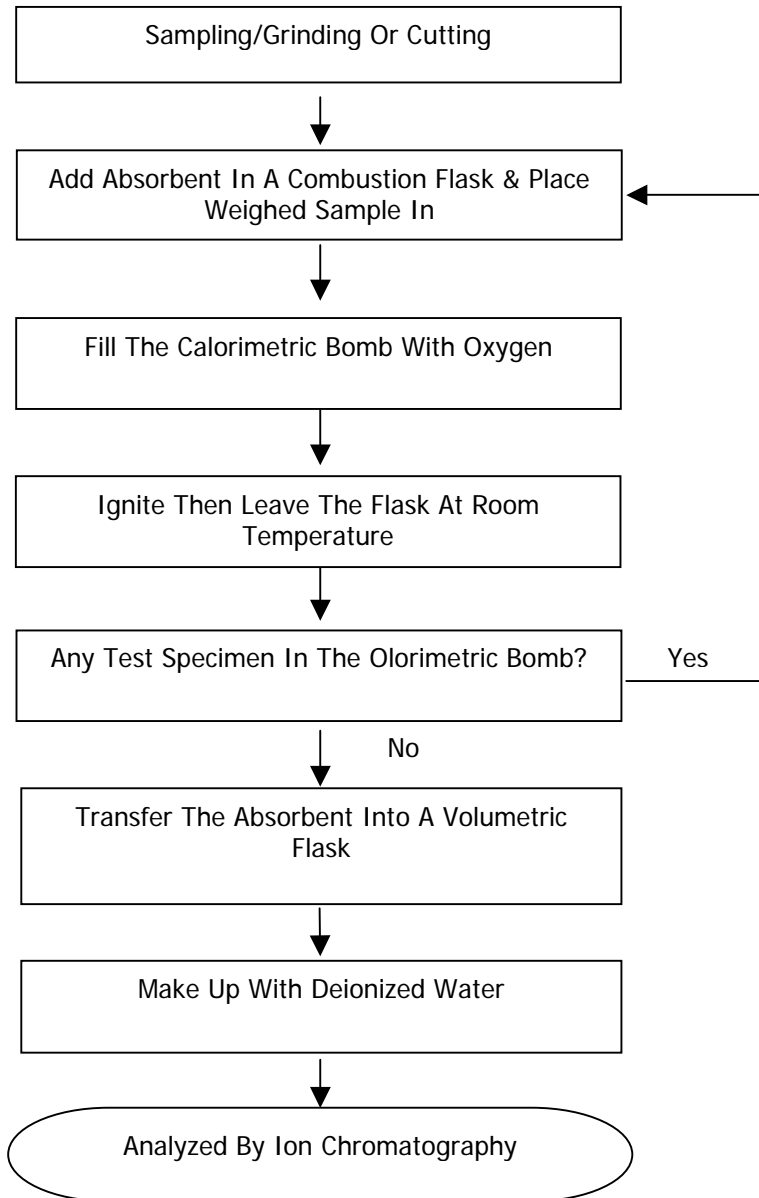 Sampling/Grinding Or Cutting
Add Absorbent In A Combustion Flask & Place
Weighed Sample In
Fill The Calorimetric Bomb With Oxygen
Ignite Then Leave The Flask At Room
Temperature
Any Test Specimen In The Olorimetric Bomb?
Yes
No
Transfer The Absorbent Into A Volumetric
Flask
Make Up With Deionized Water
Analyzed By Ion Chromatography